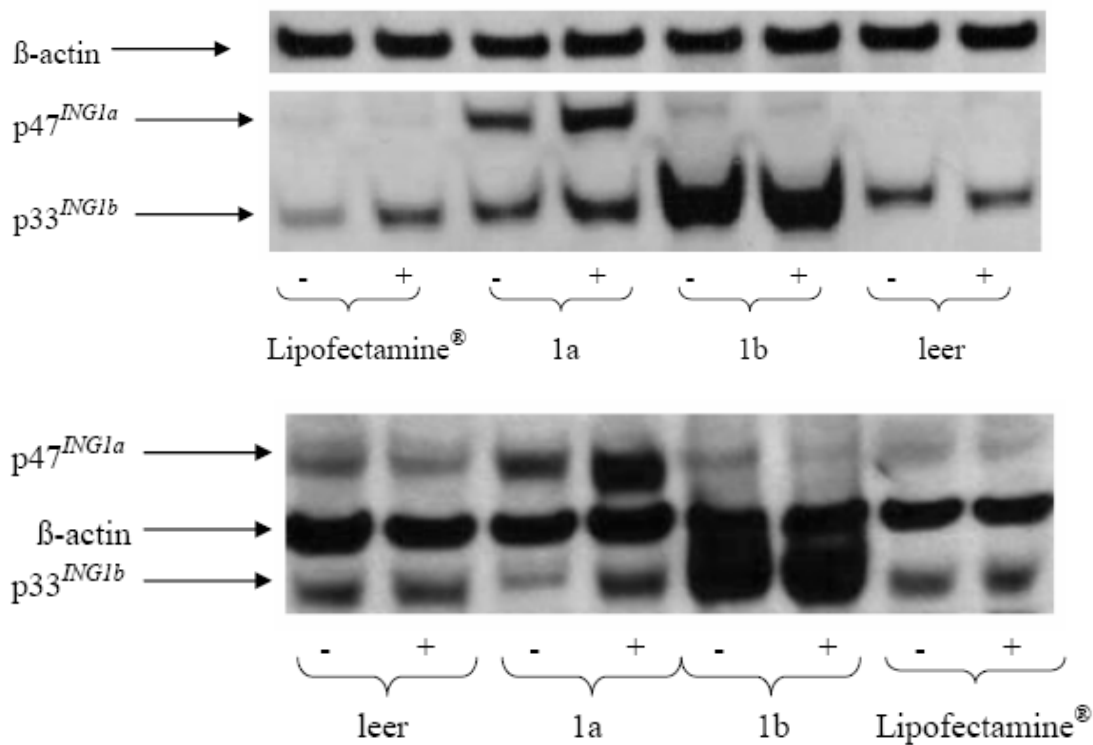 ß-actin
p47ING1a
p33ING1b
- + - + - + - +
Lipofectamine® 1a 1b leer
p47ING1a
ß-actin
p33ING1b
- + - + - + - +
leer 1a 1b Lipofectamine®